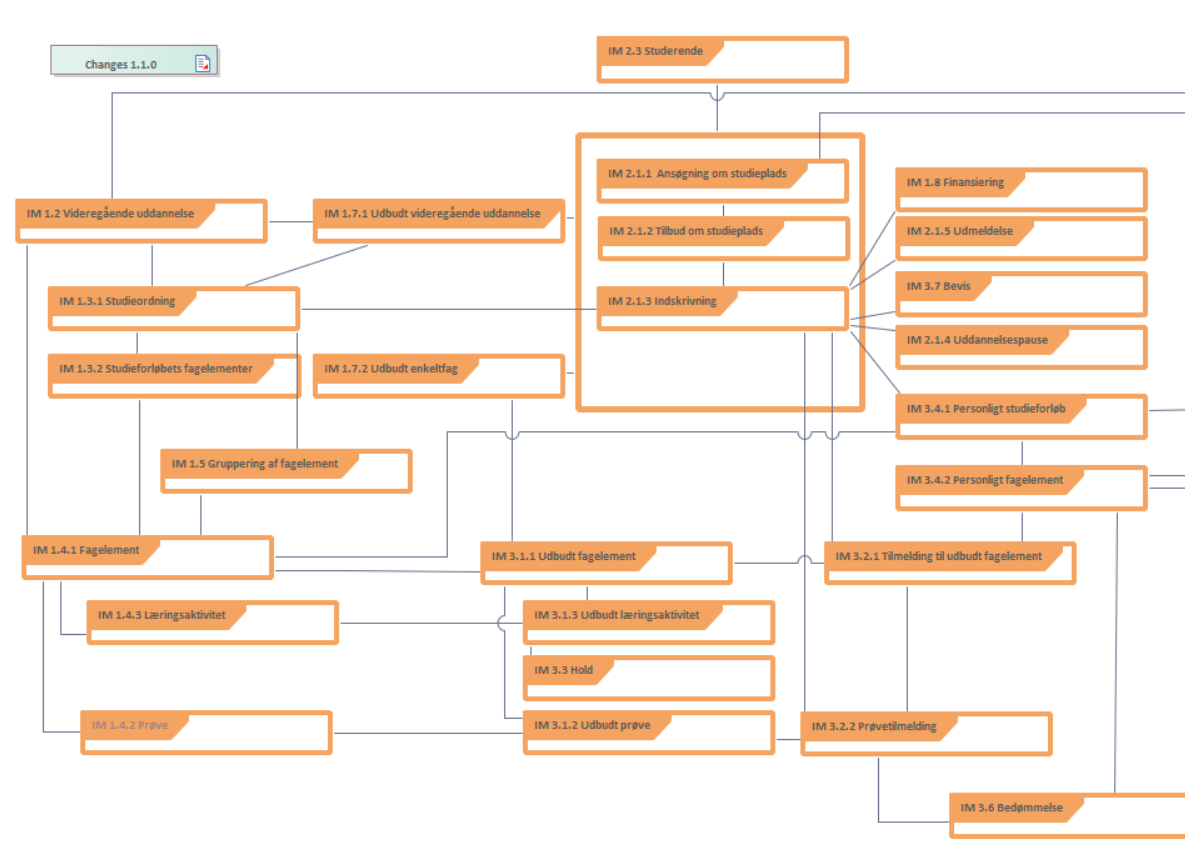 Changes 1.1.0
IM 2.3 Studerende
IM 2.1.1  Ansøgning om studieplads
IM 1.8 Finansiering
IM 1.2 Videregående uddannelse
IM 1.7.1 Udbudt videregående uddannelse
IM 2.1.2 Tilbud om studieplads
IM 2.1.5 Udmeldelse
IM 3.7 Bevis
IM 1.3.1 Studieordning
IM 2.1.3 Indskrivning
IM 2.1.4 Uddannelsespause
IM 1.3.2 Studieforløbets fagelementer
IM 1.7.2 Udbudt enkeltfag
IM 3.4.1 Personligt studieforløb
IM 1.5 Gruppering af fagelement
IM 3.4.2 Personligt fagelement
IM 1.4.1 Fagelement
IM 3.1.1 Udbudt fagelement
IM 3.2.1 Tilmelding til udbudt fagelement
IM 1.4.3 Læringsaktivitet
IM 3.1.3 Udbudt læringsaktivitet
IM 3.3 Hold
IM 1.4.2 Prøve
IM 3.1.2 Udbudt prøve
IM 3.2.2 Prøvetilmelding
IM 3.6 Bedømmelse